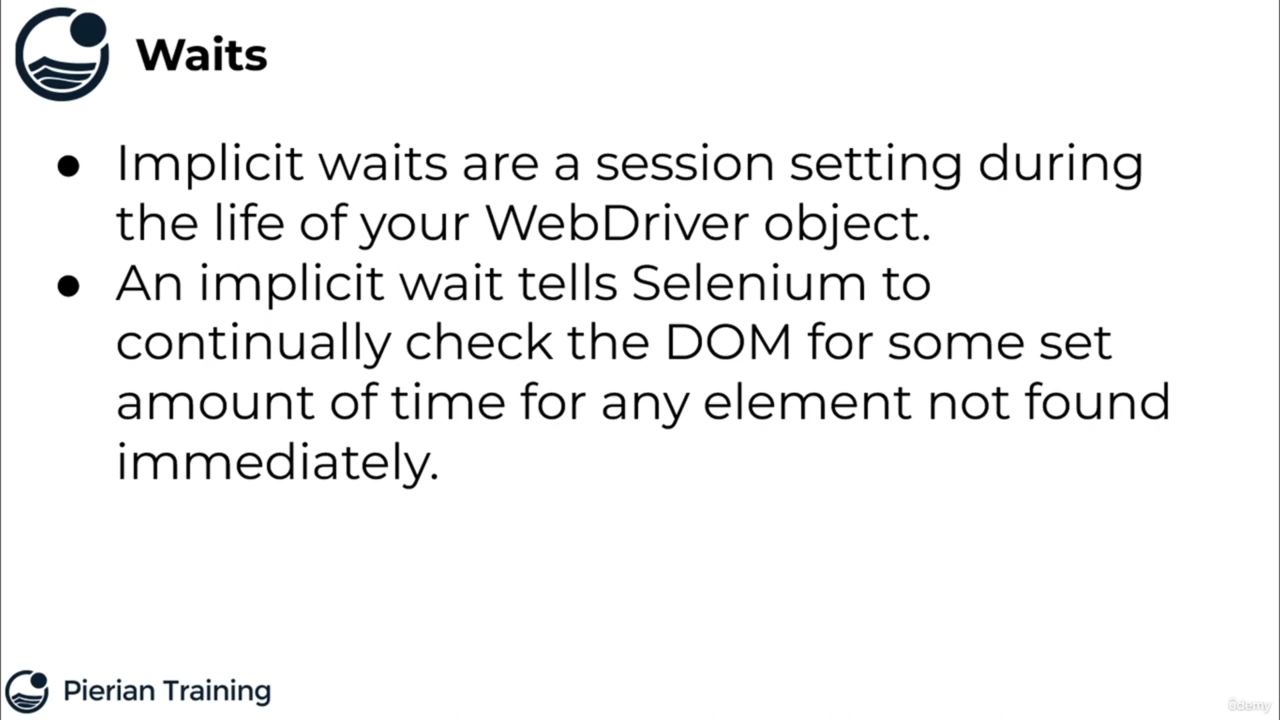 Waits
● Implicit waits are a session setting during
the life of your WebDriver object.
● An implicit wait tells Selenium to
continually check the DOM for some set
amount of time for any element not found
immediately.
Pierian Training
ûdemy